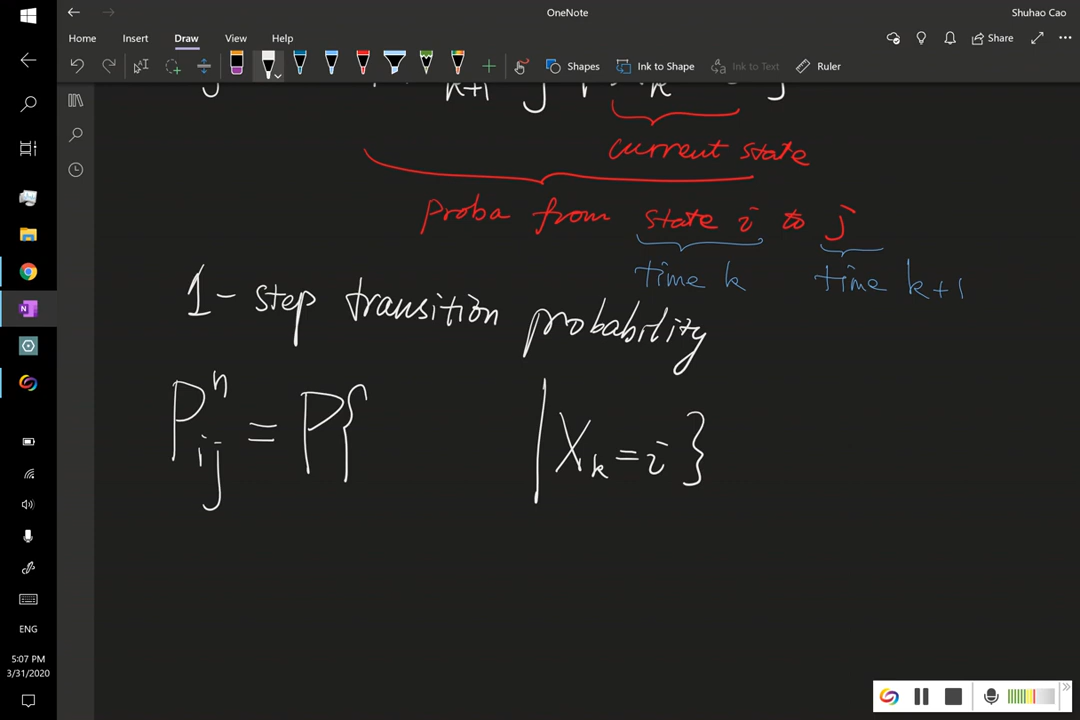 OneNote
Shuhao Cao
Home Insert Draw View Help
Share
Shapes Ink to Shape Ink to Text Ruler
k+1 j
current state
proba from state i to j
time k time k+1
1- step transition probability
P^n_ij = P{ | X_k = i }
ENG
5:07 PM
3/31/2020